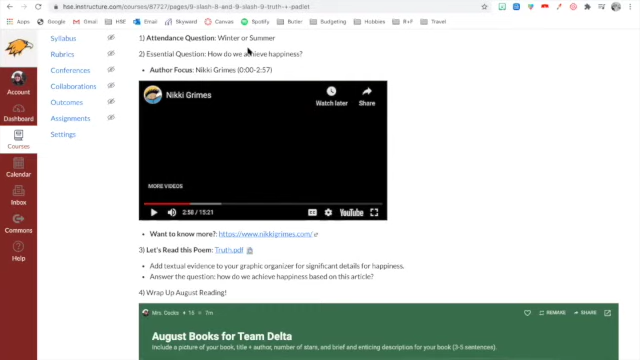 hse.instructure.com/courses/87727/pages/9-slash-8-and-9-slash-9-truth-+-padlet
Apps
Google
Gmail
HSE
Email
Skyward
Shopping
Outlet
Spotify
Butter
Budgeting
Hobbies
B+F
Travel
Account
Dashboard
Courses
Calendar
Inbox
Commons
Help
Syllabus
Rubrics
Conferences
Collaborations
Outcomes
Assignments
Settings
1) Attendance Question: Winter or Summer
2) Essential Question: How do we achieve happiness?
Author Focus: Nikki Grimes (0:00-2:57)
Nikki Grimes
Watch later
Share
MORE VIDEOS
2:58 / 15:21
YouTube
Want to know more?: https://www.nikkigrimes.com/
3) Let's Read this Poem: Truth.pdf
Add textual evidence to your graphic organizer for significant details for happiness.
Answer the question: how do we achieve happiness based on this article?
4) Wrap Up August Reading!
Mrs. Cooks + 16 7m
REMAKE
SHARE
August Books for Team Delta
Include a picture of your book, title + author, number of stars, and brief and enticing description for your book (3-5 sentences).